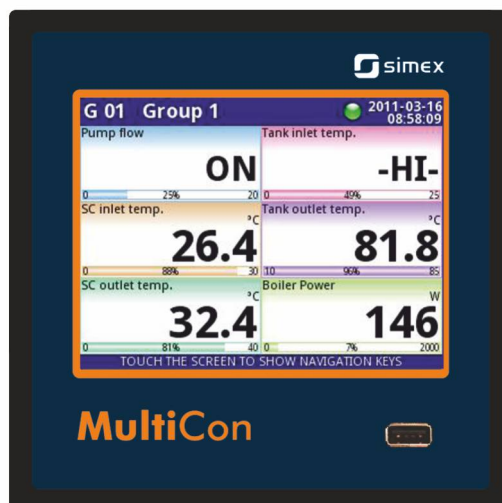 simex
G 01 Group 1
2011-03-16
08:58:09
Pump flow
ON
0 25% 20
Tank inlet temp.
-HI-
0 49% 25
SC inlet temp.
°C
26.4
0 88% 30
Tank outlet temp.
°C
81.8
10 96% 85
SC outlet temp.
°C
32.4
0 81% 40
Boiler Power
W
146
0 7% 2000
TOUCH THE SCREEN TO SHOW NAVIGATION KEYS
MultiCon